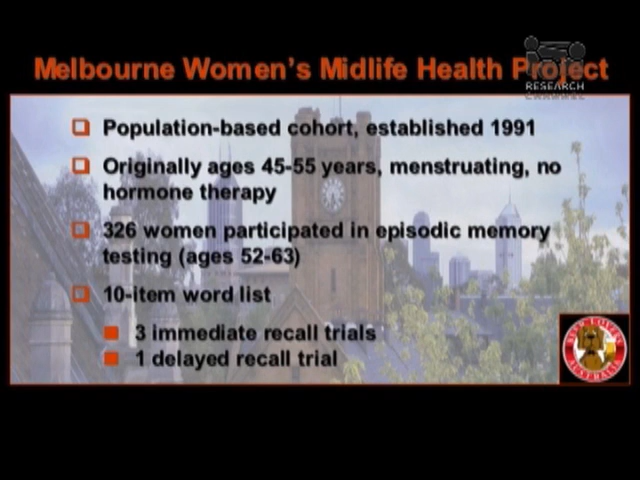 Melbourne Women's Midlife Health Project
RESEARCH
CHANNEL
Population-based cohort, established 1991
Originally ages 45-55 years, menstruating, no
hormone therapy
326 women participated in episodic memory
testing (ages 52-63)
10-item word list
3 immediate recall trials
1 delayed recall trial
AUSTRALIA